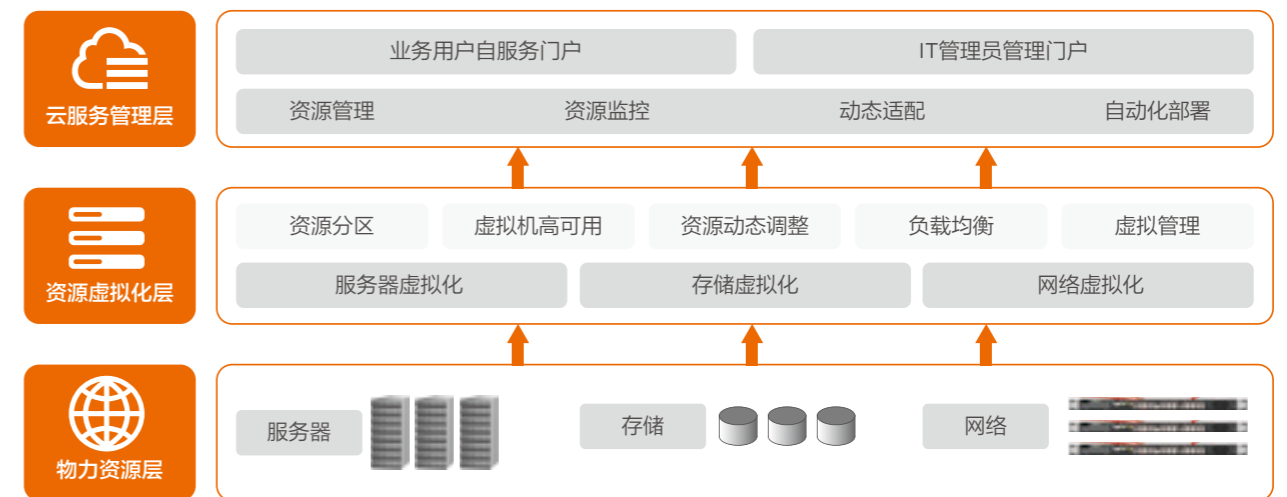 业务用户自服务门户
IT管理员管理门户
云服务管理层
资源管理
资源监控
动态适配
自动化部署
资源分区
虚拟机高可用
资源动态调整
负载均衡
虚拟管理
资源虚拟化层
服务器虚拟化
存储虚拟化
网络虚拟化
服务器
存储
网络
物力资源层